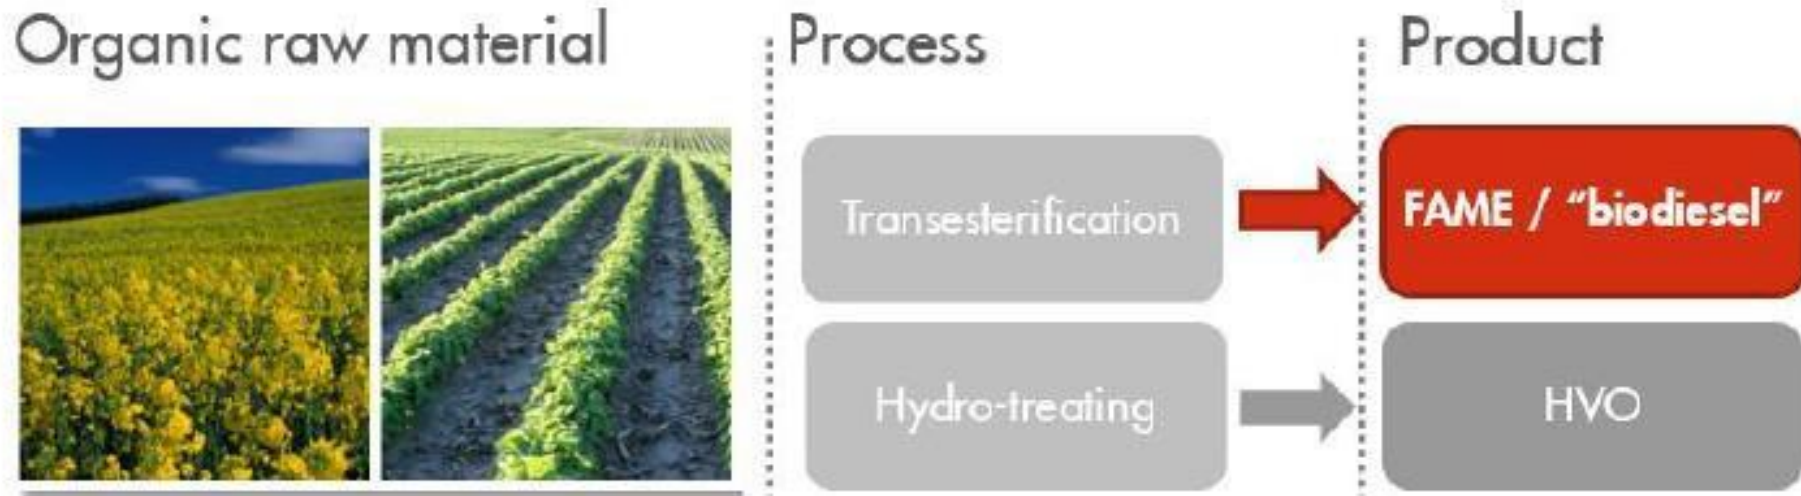 Organic raw material
Process
Product
Transesterification
FAME / “biodiesel”
Hydro-treating
HVO